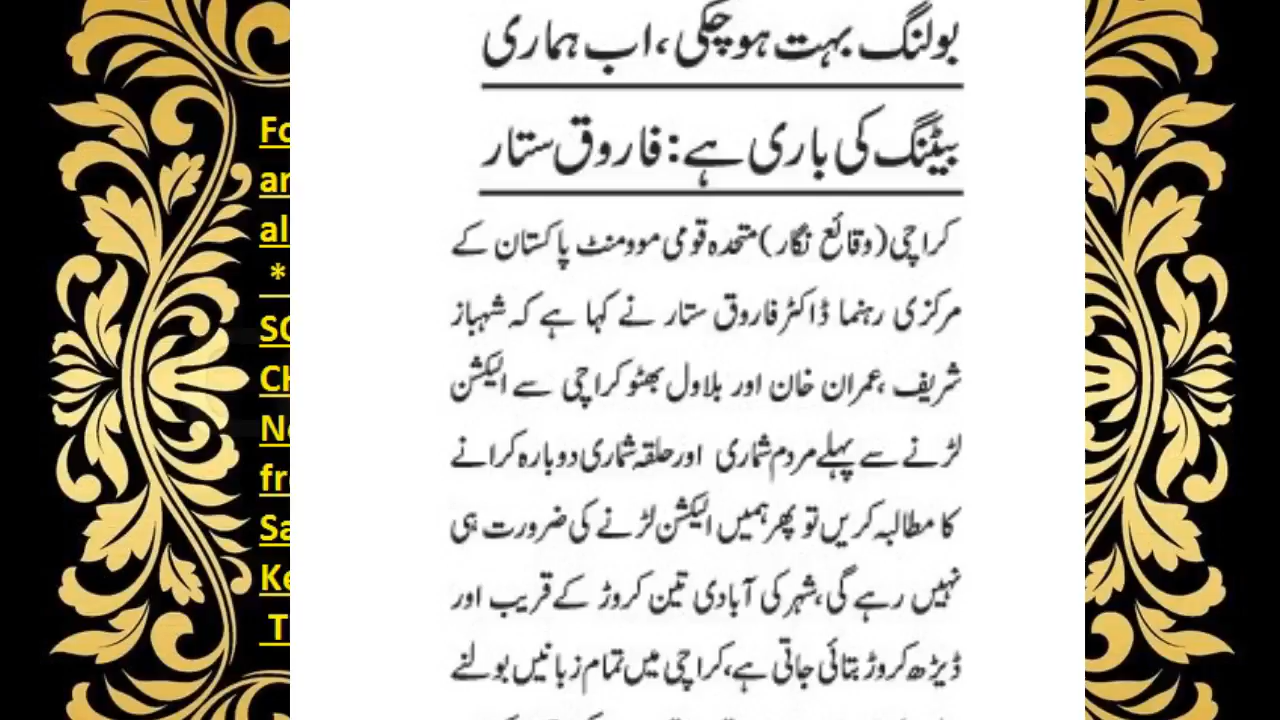 بولنگ بہت ہوچکی، اب ہماری
بیٹنگ کی باری ہے: فاروق ستار
کراچی (وقائع نگار) متحدہ قومی موومنٹ پاکستان کے
مرکزی رہنما ڈاکٹر فاروق ستار نے کہا ہے کہ شہباز
شریف ،عمران خان اور بلاول بھٹو کراچی سے الیکشن
لڑنے سے پہلے مردم شماری اور حلقہ شماری دوبارہ کرانے
کا مطالبہ کریں تو پھر ہمیں الیکشن لڑنے کی ضرورت ہی
نہیں رہے گی،شہر کی آبادی تین کروڑ کے قریب اور
ڈیڑھ کروڑ بتائی جاتی ہے،کراچی میں تمام زبانیں بولنے
Fo
an
al
*
SC
CH
No
fr
Sa
Ke
T